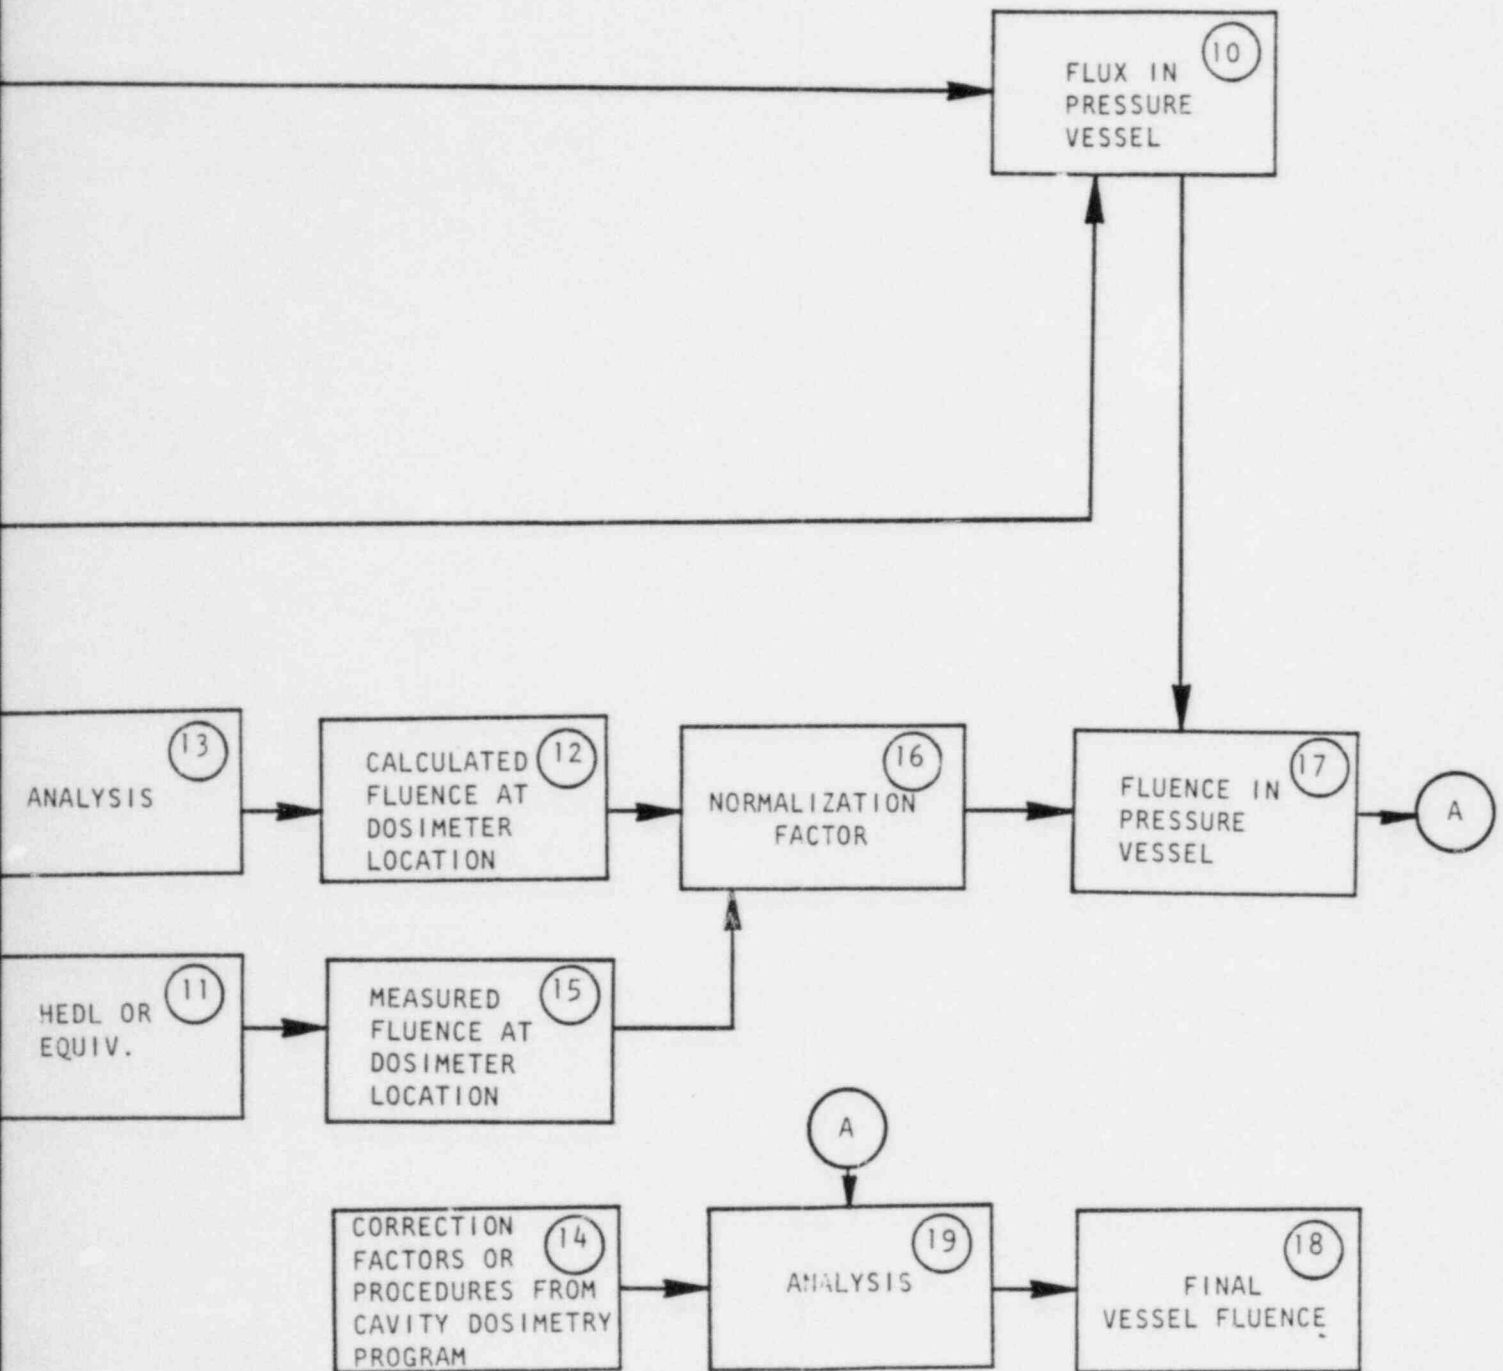 10
FLUX IN
PRESSURE
VESSEL
13
ANALYSIS
12
CALCULATED
FLUENCE AT
DOSIMETER
LOCATION
16
NORMALIZATION
FACTOR
17
FLUENCE IN
PRESSURE
VESSEL
A
11
HEDL OR
EQUIV.
15
MEASURED
FLUENCE AT
DOSIMETER
LOCATION
A
14
CORRECTION
FACTORS OR
PROCEDURES FROM
CAVITY DOSIMETRY
PROGRAM
19
ANALYSIS
18
FINAL
VESSEL FLUENCE